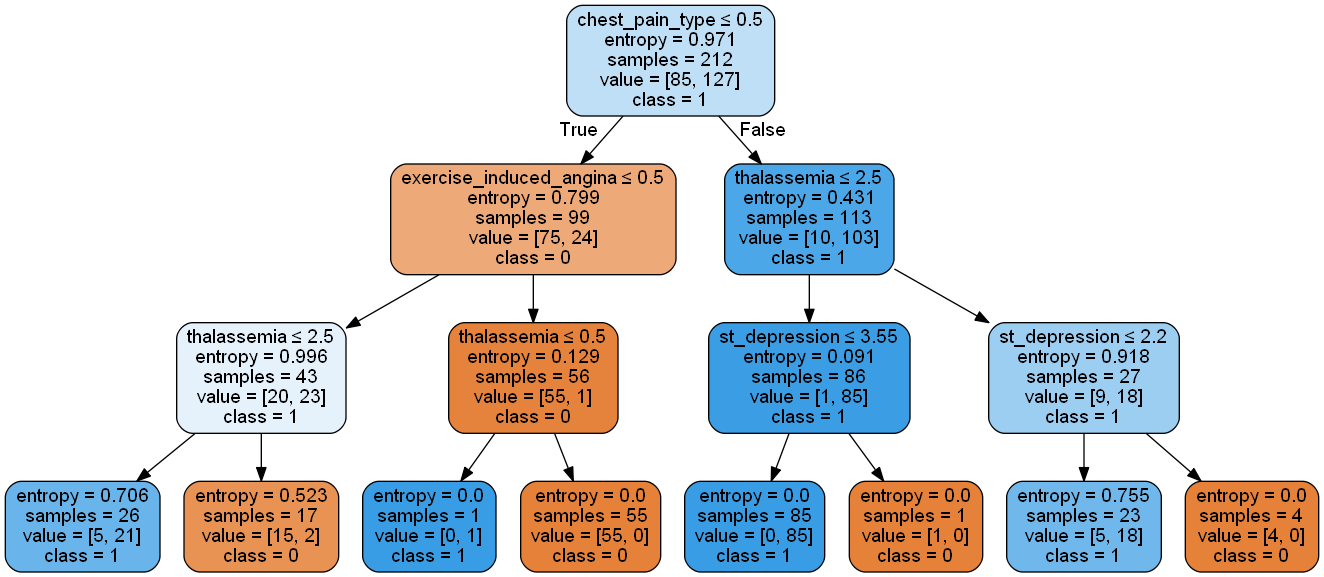 chest_pain_type ≤ 0.5
entropy = 0.971
samples = 212
value = [85, 127]
class = 1
True
False
exercise_induced_angina ≤ 0.5
entropy = 0.799
samples = 99
value = [75, 24]
class = 0
thalassemia ≤ 2.5
entropy = 0.431
samples = 113
value = [10, 103]
class = 1
thalassemia ≤ 2.5
entropy = 0.996
samples = 43
value = [20, 23]
class = 1
thalassemia ≤ 0.5
entropy = 0.129
samples = 56
value = [55, 1]
class = 0
st_depression ≤ 3.55
entropy = 0.091
samples = 86
value = [1, 85]
class = 1
st_depression ≤ 2.2
entropy = 0.918
samples = 27
value = [9, 18]
class = 1
entropy = 0.706
samples = 26
value = [5, 21]
class = 1
entropy = 0.523
samples = 17
value = [15, 2]
class = 0
entropy = 0.0
samples = 1
value = [0, 1]
class = 1
entropy = 0.0
samples = 55
value = [55, 0]
class = 0
entropy = 0.0
samples = 85
value = [0, 85]
class = 1
entropy = 0.0
samples = 1
value = [1, 0]
class = 0
entropy = 0.755
samples = 23
value = [5, 18]
class = 1
entropy = 0.0
samples = 4
value = [4, 0]
class = 0